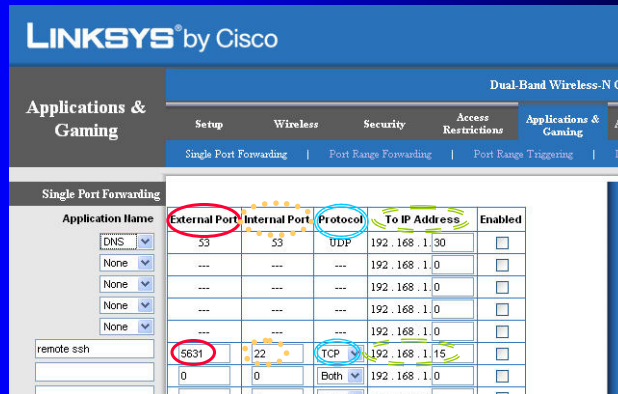 LINKSYS® by Cisco
Dual-Band Wireless-N
Applications & Gaming
Setup Wireless Security Access Restrictions Applications & Gaming
Single Port Forwarding | Port Range Forwarding | Port Range Triggering |
Single Port Forwarding
Application Name External Port Internal Port Protocol To IP Address Enabled
DNS 53 53 UDP 192 . 168 . 1. 30
None --- --- --- 192 . 168 . 1. 0
None --- --- --- 192 . 168 . 1. 0
None --- --- --- 192 . 168 . 1. 0
None --- --- --- 192 . 168 . 1. 0
remote ssh 5631 22 TCP 192 . 168 . 1. 15
0 0 Both 192 . 168 . 1. 0